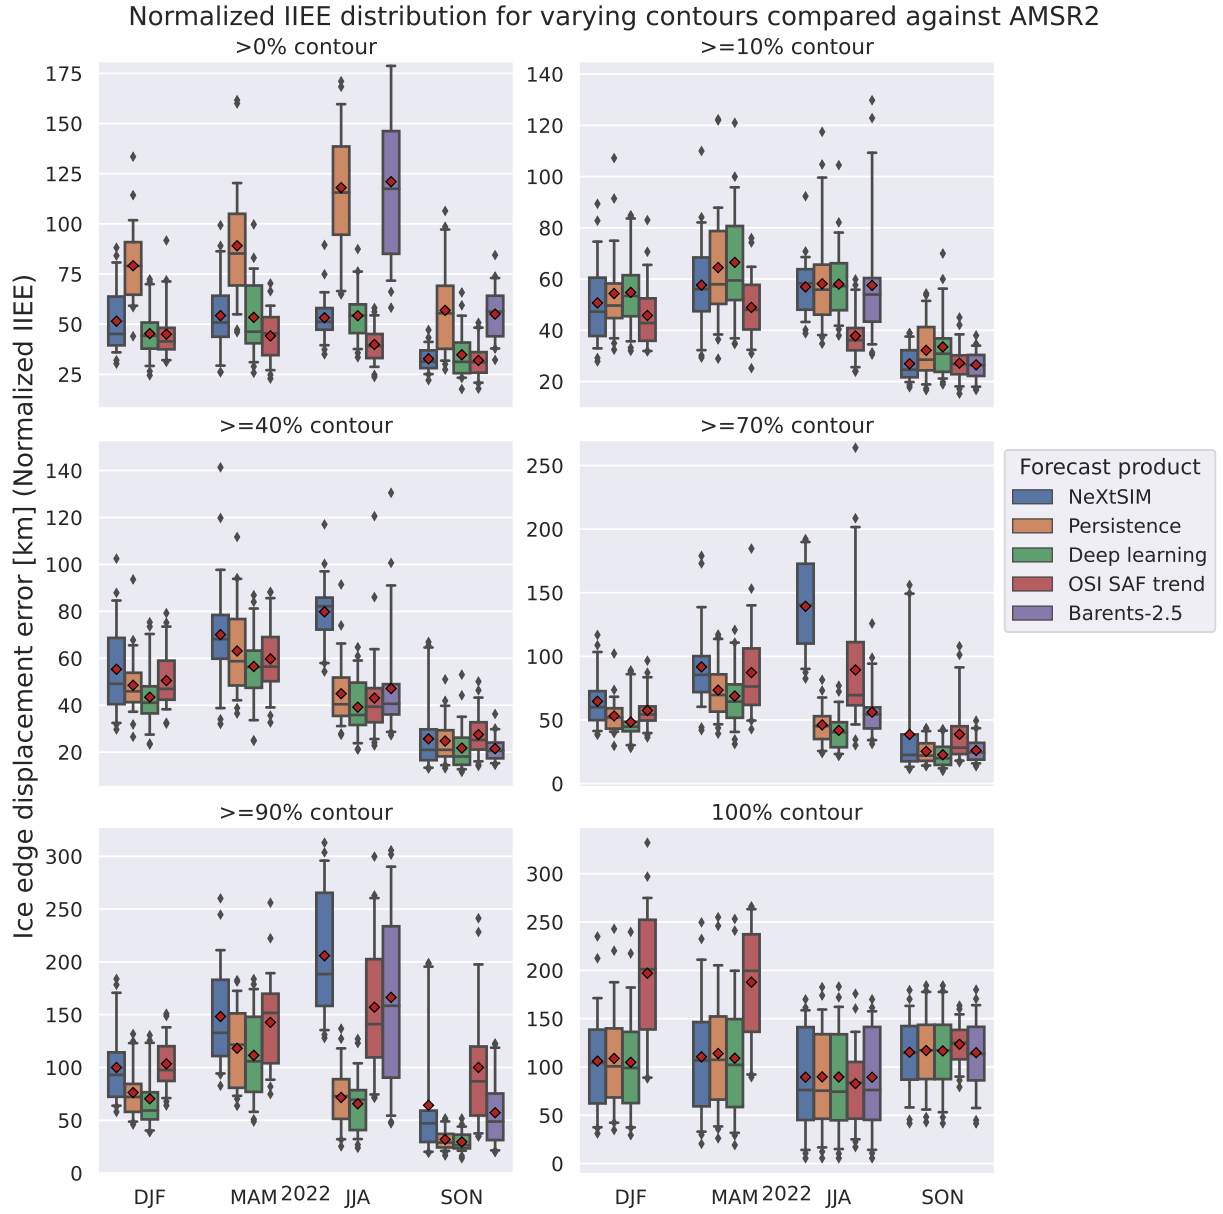 Normalized IIEE distribution for varying contours compared against AMSR2
>0% contour
>=10% contour
175
150
125
100
75
50
25
140
120
100
80
60
40
20
Ice edge displacement error [km] (Normalized IIEE)
>=40% contour
>=70% contour
140
120
100
80
60
40
20
250
200
150
100
50
0
Forecast product
NeXtSIM
Persistence
Deep learning
OSI SAF trend
Barents-2.5
>=90% contour
100% contour
300
250
200
150
100
50
0
300
250
200
150
100
50
0
DJF MAM JJA SON
2022
DJF MAM JJA SON
2022